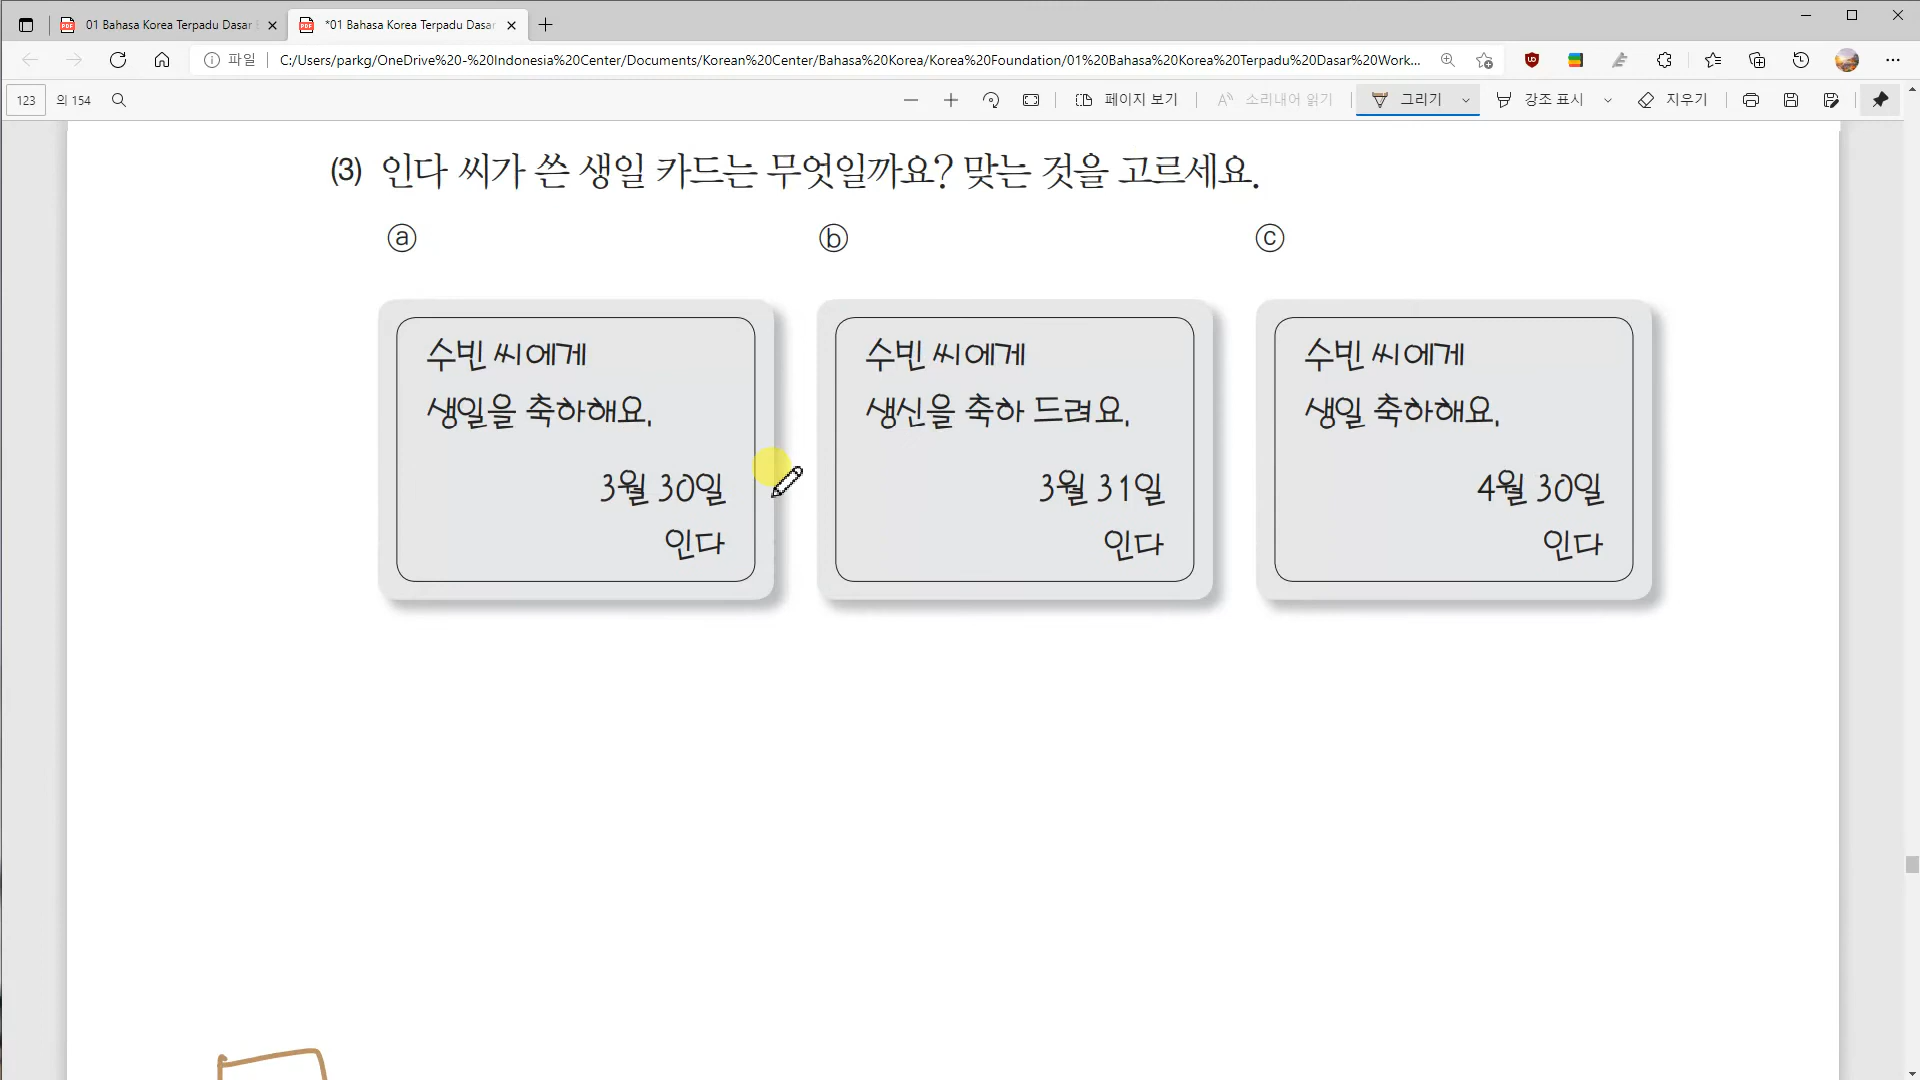 01 Bahasa Korea Terpadu Dasar
*01 Bahasa Korea Terpadu Dasar
파일
C:/Users/parkg/OneDrive%20-%20Indonesia%20Center/Documents/Korean%20Center/Bahasa%20Korea/Korea%20Foundation/01%20Bahasa%20Korea%20Terpadu%20Dasar%20Work...
123 의 154
페이지 보기
소리내어 읽기
그리기
강조 표시
지우기
(3) 인다 씨가 쓴 생일 카드는 무엇일까요? 맞는 것을 고르세요.
ⓐ
수빈 씨에게
생일을 축하해요.
3월 30일
인다
ⓑ
수빈 씨에게
생신을 축하 드려요.
3월 31일
인다
ⓒ
수빈 씨에게
생일 축하해요.
4월 30일
인다